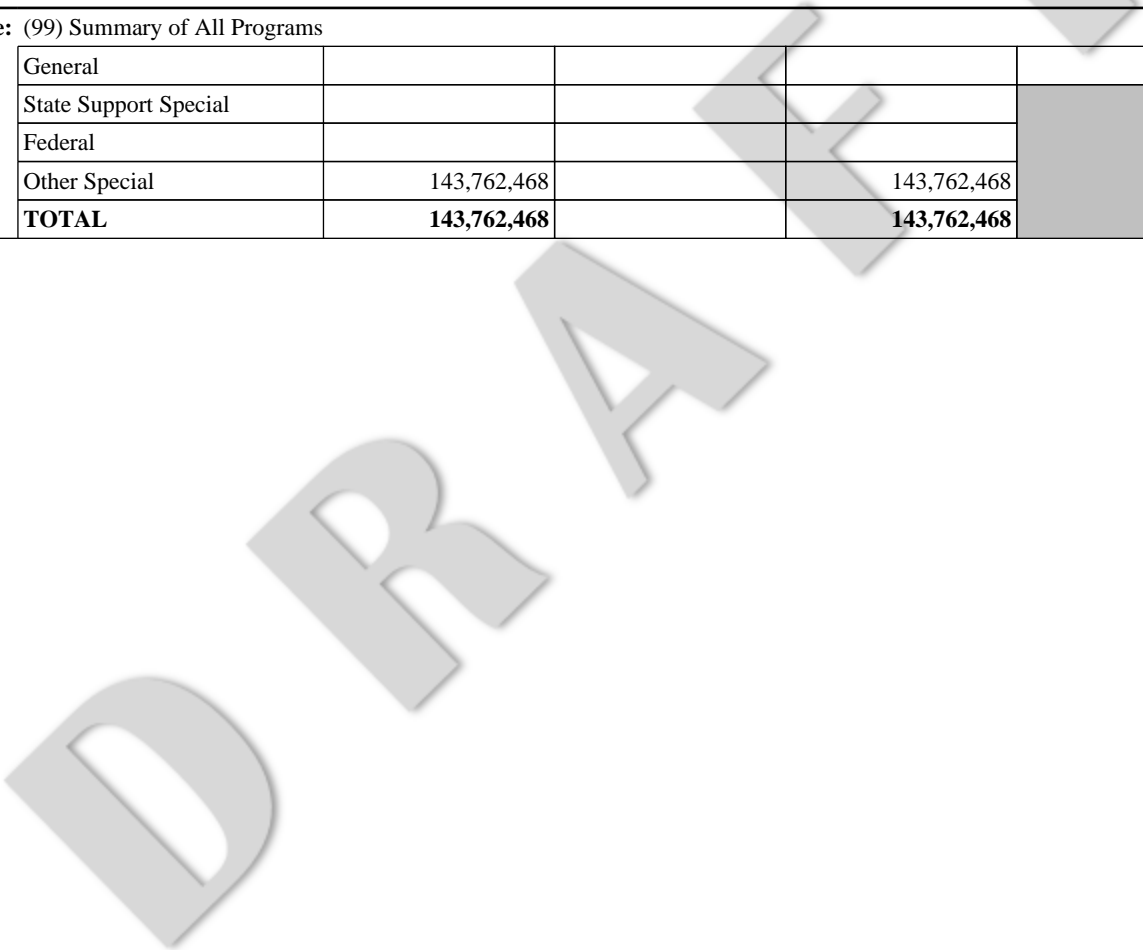 e: (99) Summary of All Programs
General
State Support Special
Federal
Other Special 143,762,468 143,762,468
TOTAL 143,762,468 143,762,468
DRAFT